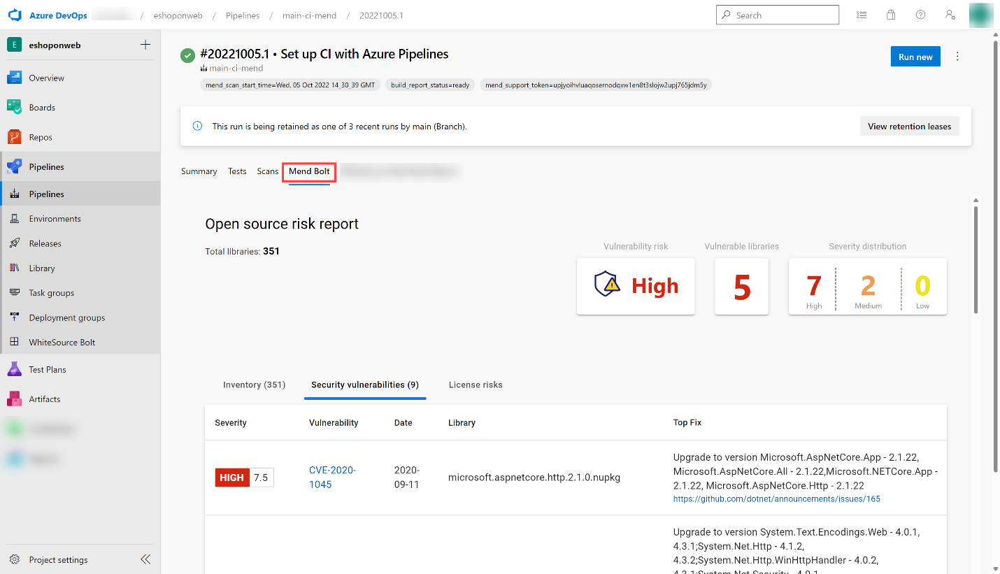 Azure DevOps / eshoponweb / Pipelines / main-ci-mend / 20221005.1
Search
E eshoponweb
Overview
Boards
Repos
Pipelines
Pipelines
Environments
Releases
Library
Task groups
Deployment groups
WhiteSource Bolt
Test Plans
Artifacts
Project settings
#20221005.1 • Set up CI with Azure Pipelines
Run new
main-ci-mend
mend_scan_start_time=Wed, 05 Oct 2022 14_30_39 GMT build_report_status=ready mend_support_token=upjyoihvluaqosernodqxw1en8t3slojw2upj765jdm5y
This run is being retained as one of 3 recent runs by main (Branch).
View retention leases
Summary Tests Scans Mend Bolt
Open source risk report
Total libraries: 351
Vulnerability risk Vulnerable libraries Severity distribution
High 5 7 2 0
High Medium Low
Inventory (351) Security vulnerabilities (9) License risks
Severity Vulnerability Date Library Top Fix
HIGH 7.5
CVE-2020-
1045
2020-
09-11
microsoft.aspnetcore.http.2.1.0.nupkg
Upgrade to version Microsoft.AspNetCore.App - 2.1.22,
Microsoft.AspNetCore.All - 2.1.22,Microsoft.NETCore.App -
2.1.22, Microsoft.AspNetCore.Http - 2.1.22
https://github.com/dotnet/announcements/issues/165
Upgrade to version System.Text.Encodings.Web - 4.0.1,
4.3.1;System.Net.Http - 4.1.2,
4.3.2;System.Net.Http.WinHttpHandler - 4.0.2,
4.3.1;System.Net.Security - 4.0.1,